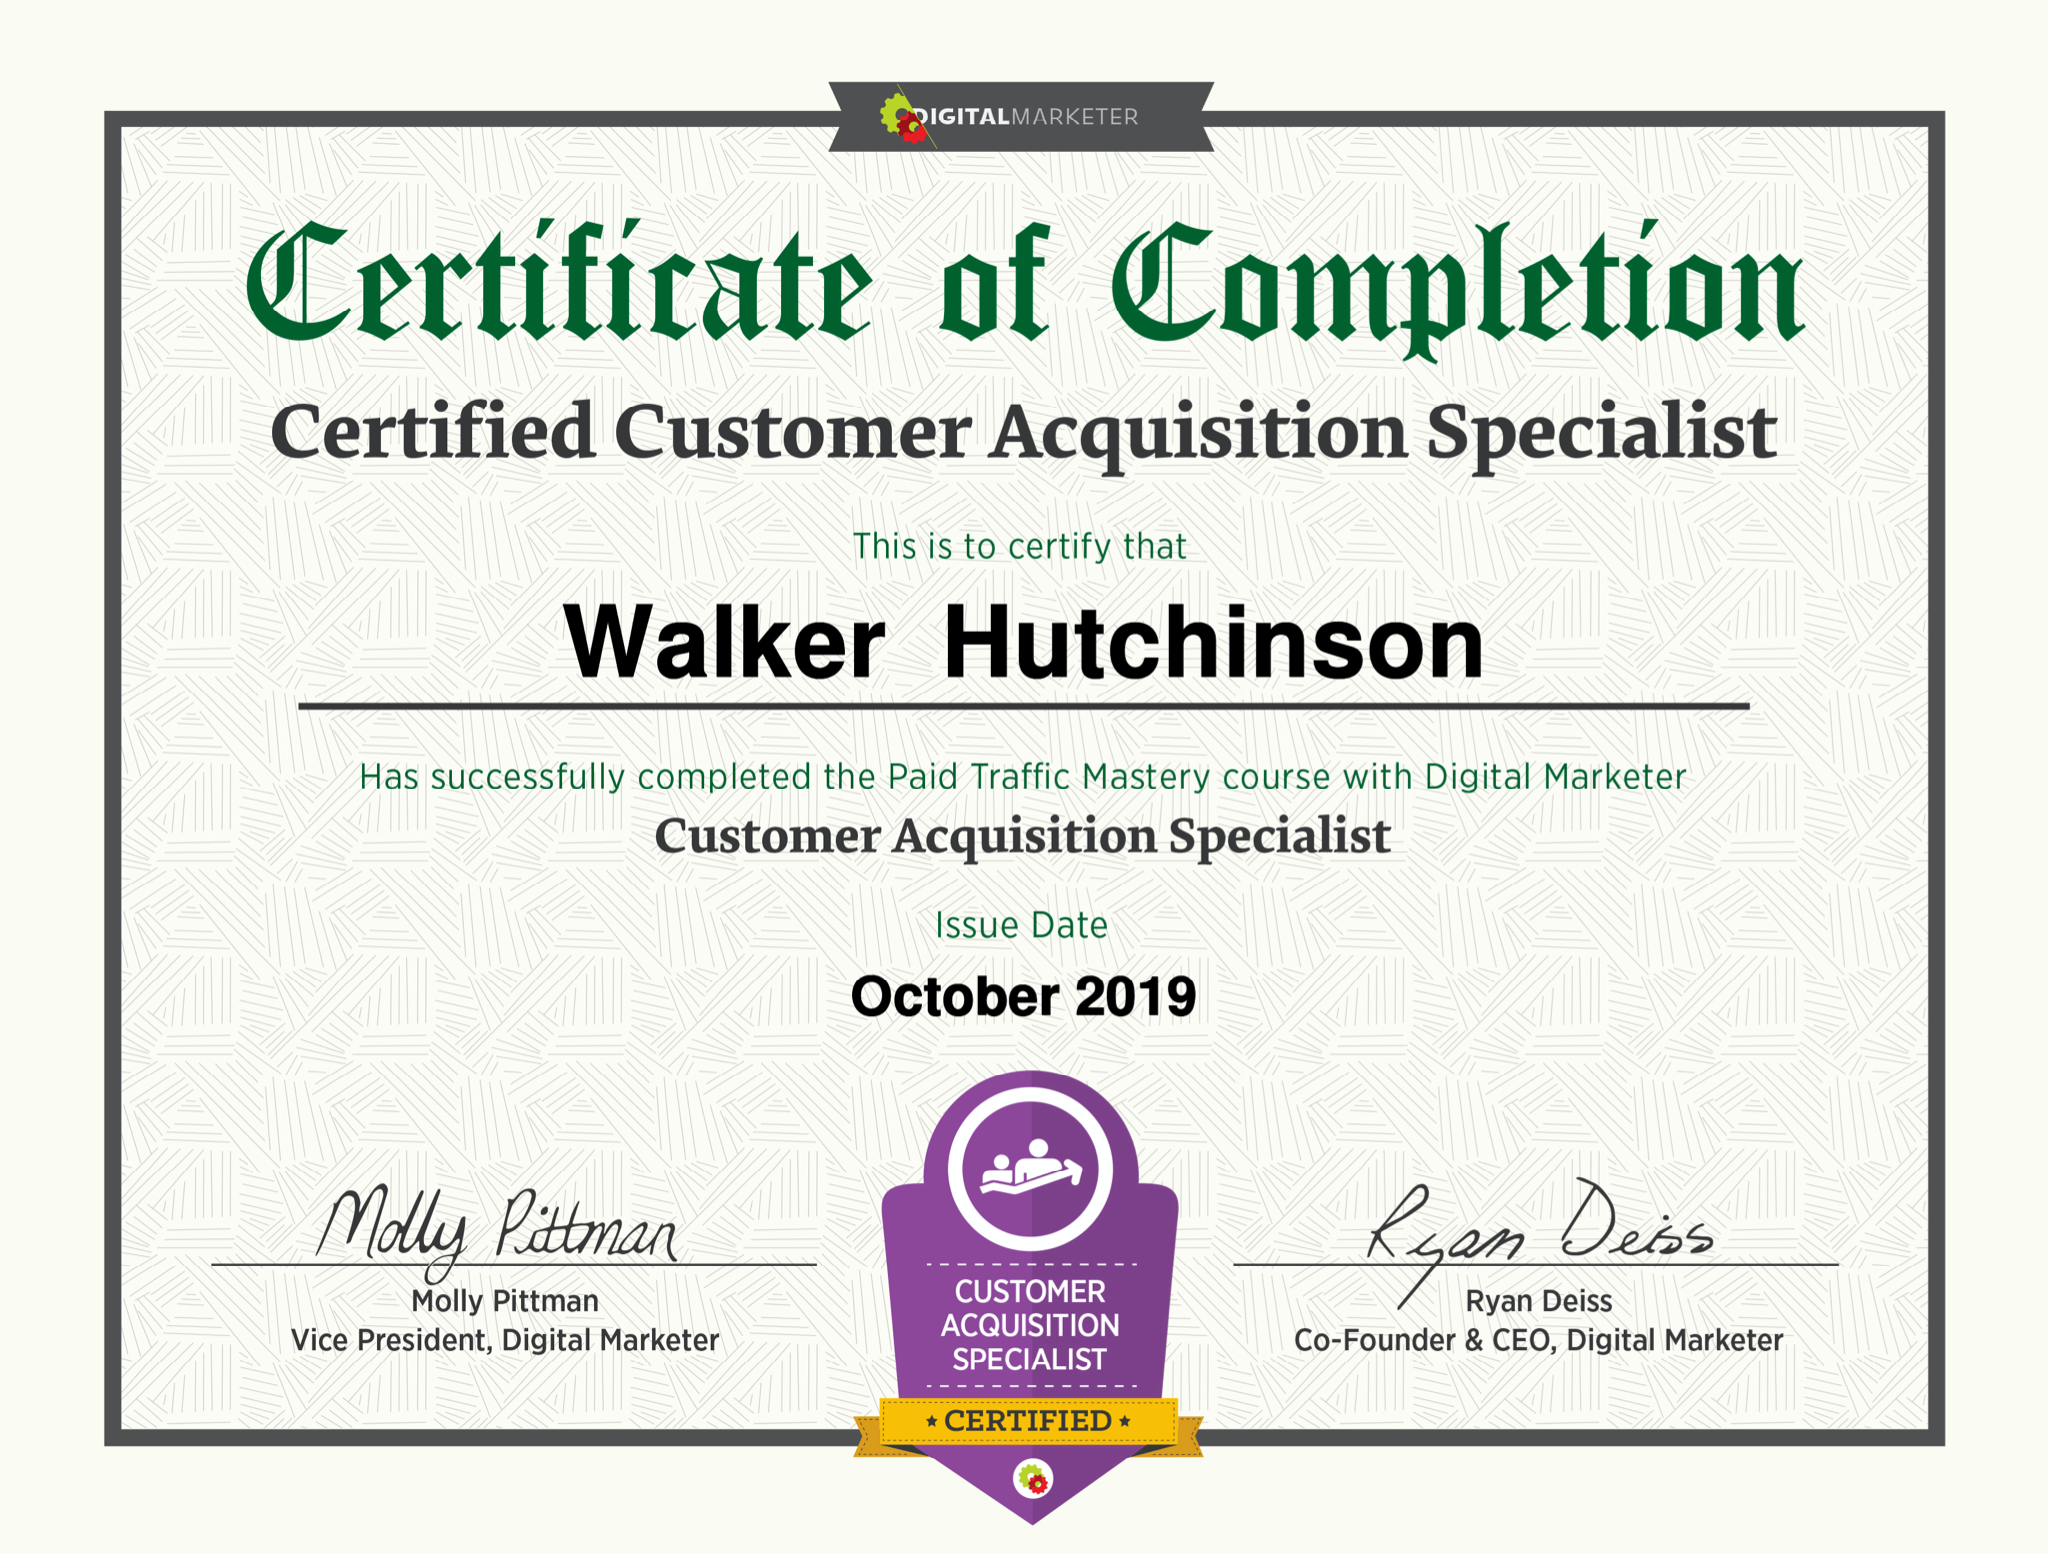 DIGITALMARKETER
Certificate of Completion
Certified Customer Acquisition Specialist
This is to certify that
Walker Hutchinson
Has successfully completed the Paid Traffic Mastery course with Digital Marketer
Customer Acquisition Specialist
Issue Date
October 2019
Molly Pittman
Molly Pittman
Vice President, Digital Marketer
CUSTOMER
ACQUISITION
SPECIALIST
CERTIFIED
Ryan Deiss
Ryan Deiss
Co-Founder & CEO, Digital Marketer